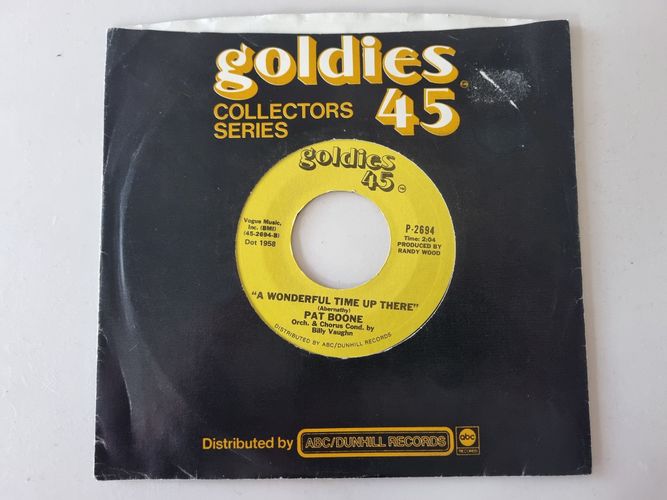 goldies
COLLECTORS 45
SERIES
goldies
45
Vogue Music,
Inc. (BMI)
(45-2694-B)
Dot 1958
P-2694
Time: 2:04
PRODUCED BY
RANDY WOOD
"A WONDERFUL TIME UP THERE"
(Abernathy)
PAT BOONE
Orch. & Chorus Cond. by
Billy Vaughn
DISTRIBUTED BY ABC/DUNHILL RECORDS
Distributed by ABC/DUNHILL RECORDS abc
RECORDS